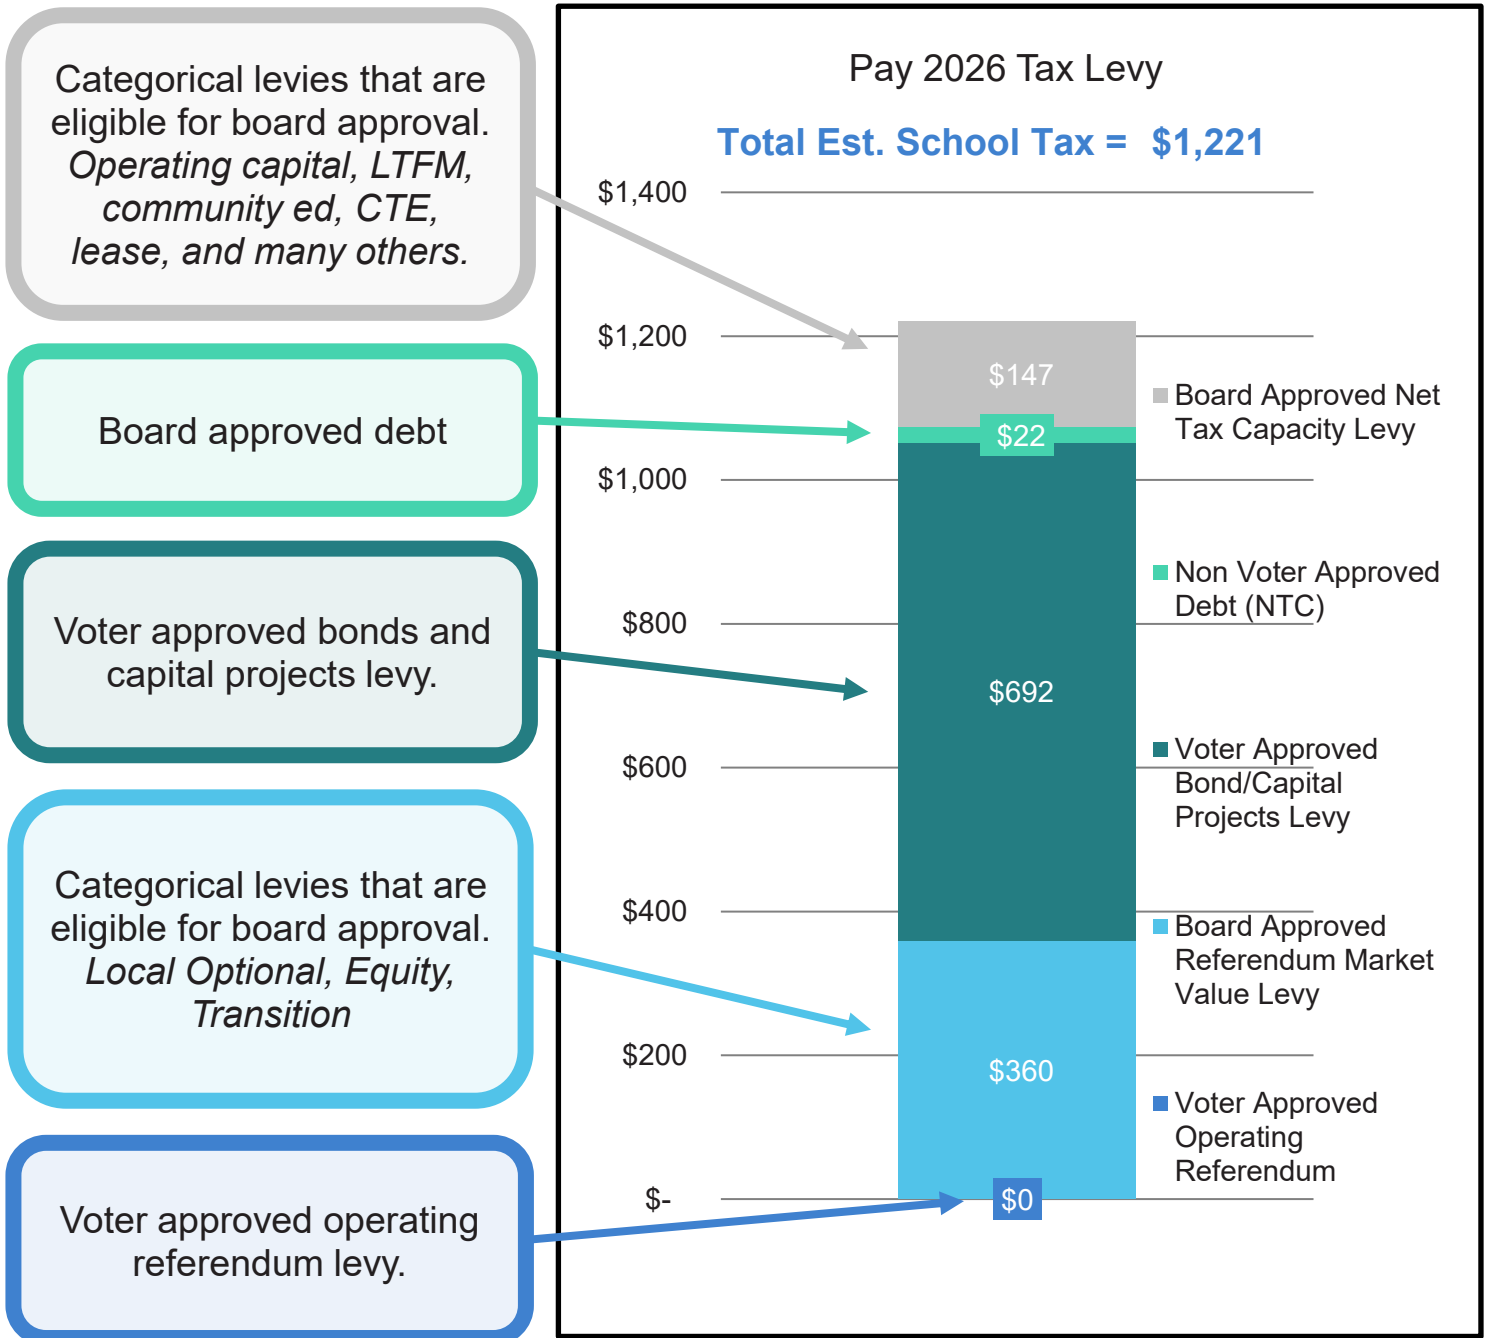 Categorical levies that are
eligible for board approval.
Operating capital, LTFM,
community ed, CTE,
lease, and many others.
Board approved debt
Voter approved bonds and
capital projects levy.
Categorical levies that are
eligible for board approval.
Local Optional, Equity,
Transition
Voter approved operating
referendum levy.
Pay 2026 Tax Levy
Total Est. School Tax = $1,221
$1,400
$1,200
$1,000
$800
$600
$400
$200
$-
$147
$22
$692
$360
$0
Board Approved Net
Tax Capacity Levy
Non Voter Approved
Debt (NTC)
Voter Approved
Bond/Capital
Projects Levy
Board Approved
Referendum Market
Value Levy
Voter Approved
Operating
Referendum